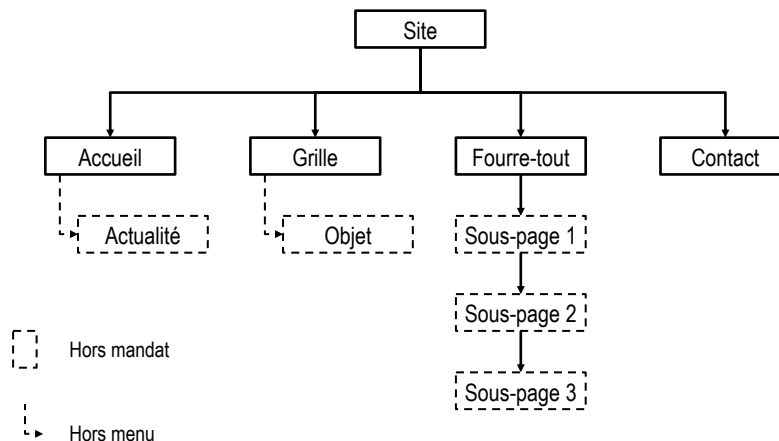 Site
Accueil
Grille
Fourre-tout
Contact
Actualité
Objet
Sous-page 1
Sous-page 2
Sous-page 3
Hors mandat
Hors menu